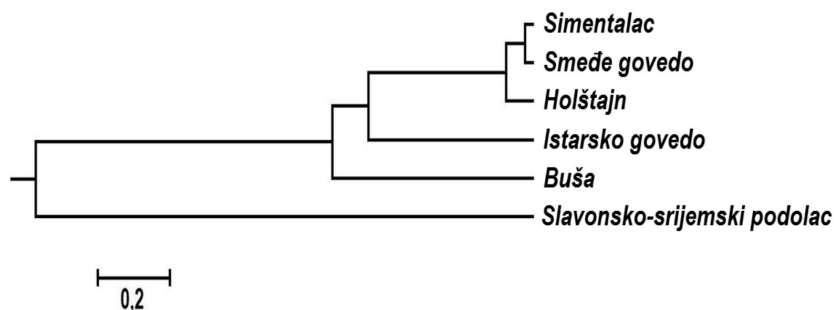 Simentalac
Smeđe govedo
Holštajn
Istarsko govedo
Buša
Slavonsko-srijemski podolac
0,2